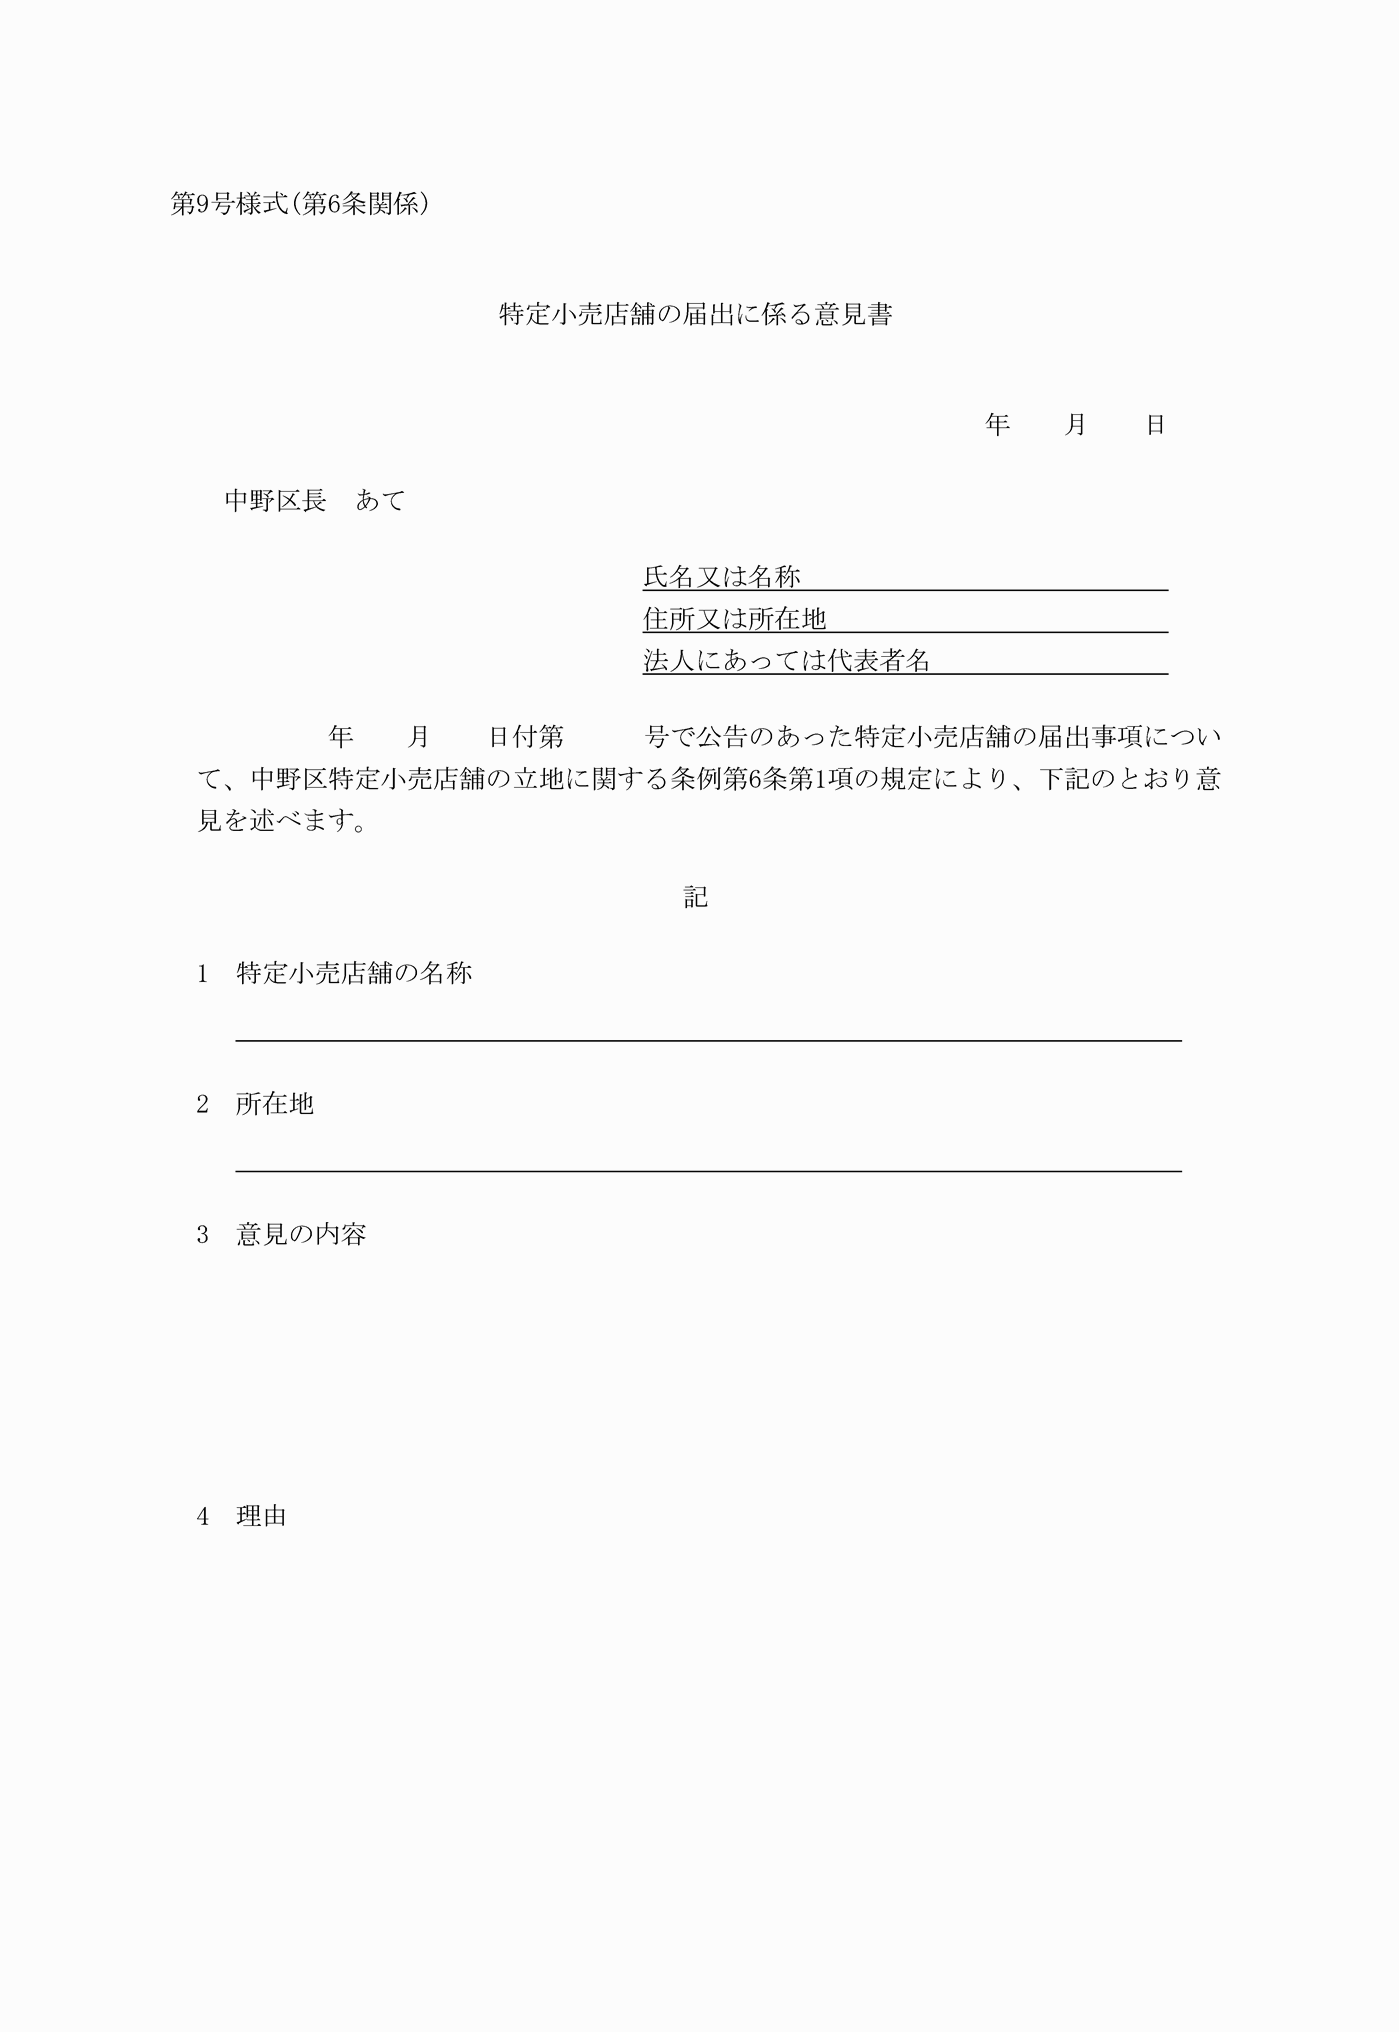 第9号様式(第6条関係)
特定小売店舗の届出に係る意見書
年　　月　　日
中野区長　あて
氏名又は名称
住所又は所在地
法人にあっては代表者名
年　　月　　日付第　　　号で公告のあった特定小売店舗の届出事項につい
て、中野区特定小売店舗の立地に関する条例第6条第1項の規定により、下記のとおり意
見を述べます。
記
1　特定小売店舗の名称
2　所在地
3　意見の内容
4　理由